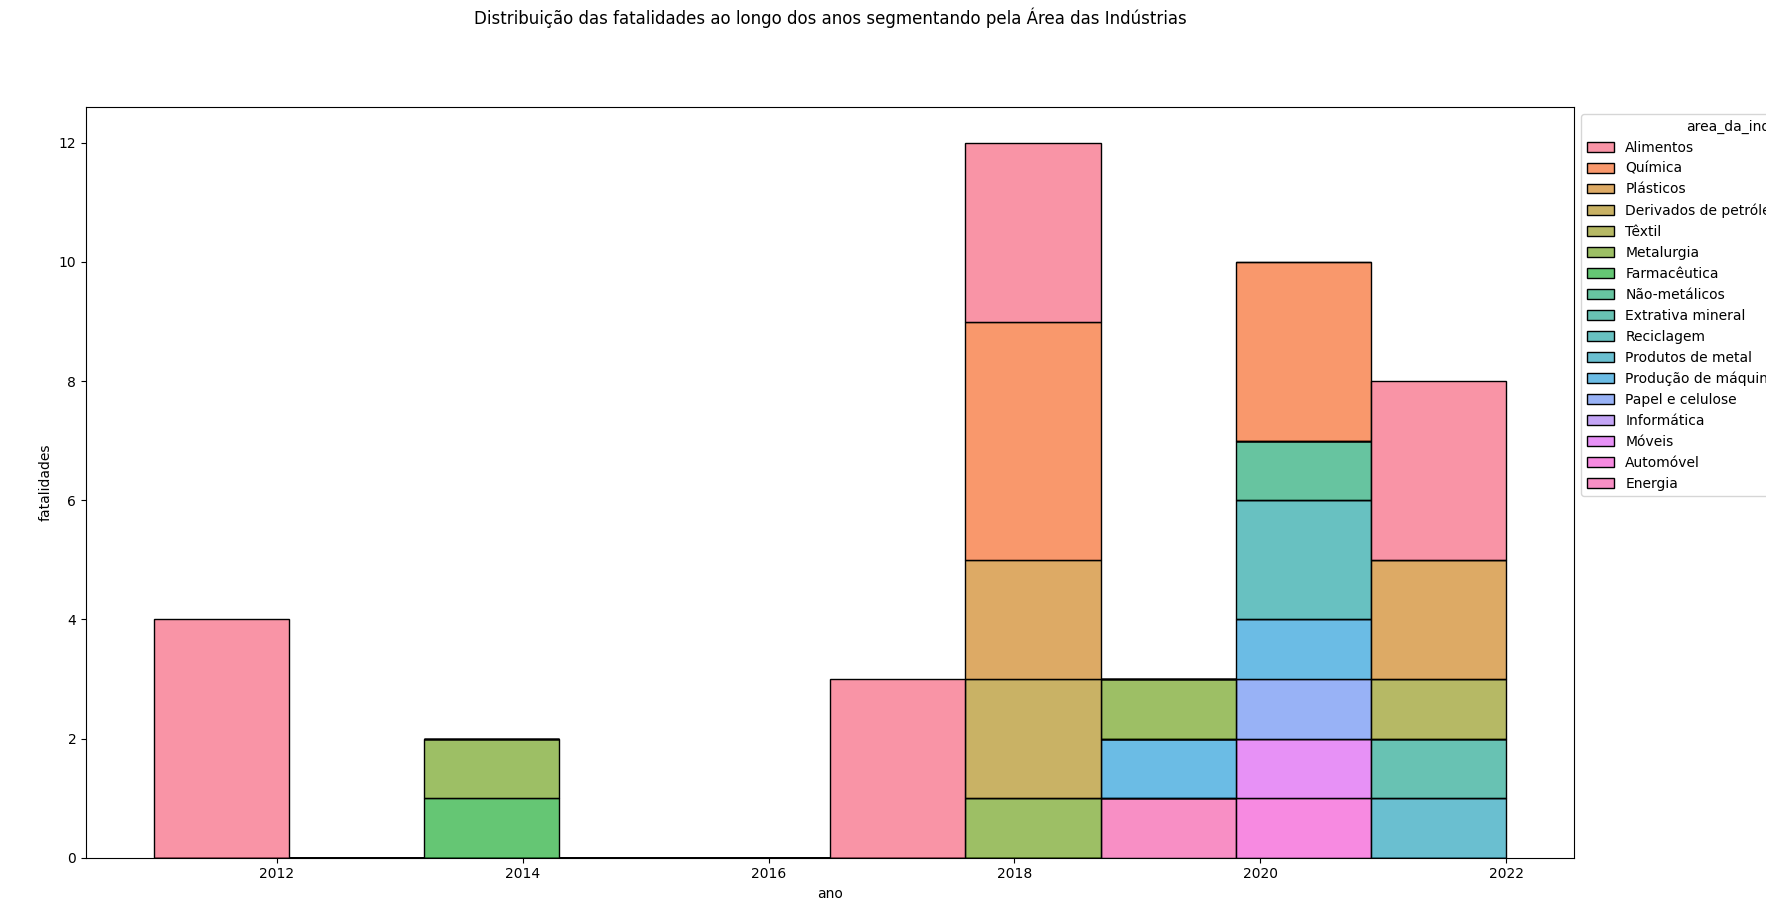 Distribuição das fatalidades ao longo dos anos segmentando pela Área das Indústrias
12
10
8
6
4
2
0
fatalidades
2012
2014
2016
2018
2020
2022
ano
area_da_ind
Alimentos
Química
Plásticos
Derivados de petróle
Têxtil
Metalurgia
Farmacêutica
Não-metálicos
Extrativa mineral
Reciclagem
Produtos de metal
Produção de máquin
Papel e celulose
Informática
Móveis
Automóvel
Energia